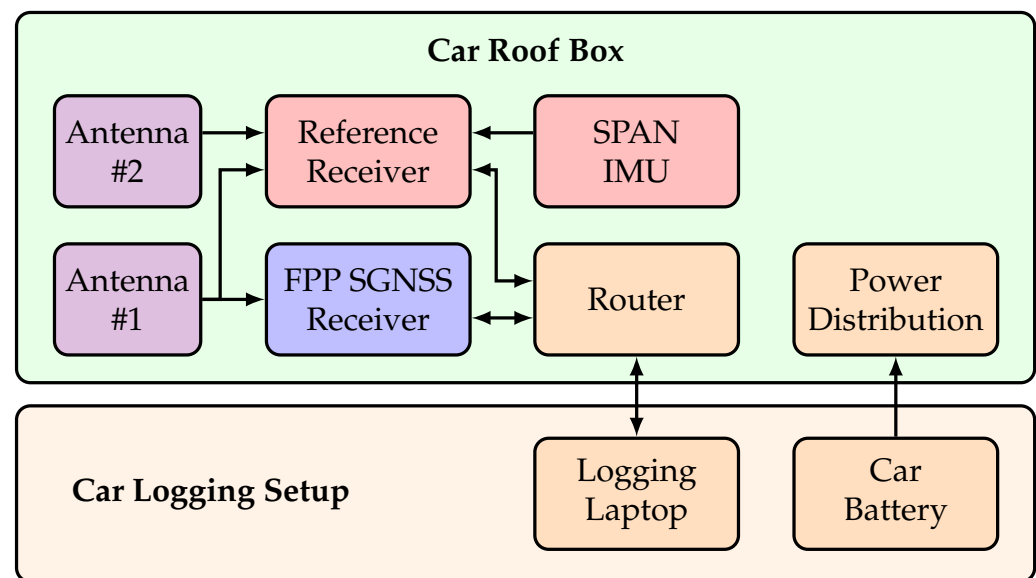 Car Roof Box
Antenna
#2
Reference
Receiver
SPAN
IMU
Antenna
#1
FPP SGNSS
Receiver
Router
Power
Distribution
Car Logging Setup
Logging
Laptop
Car
Battery